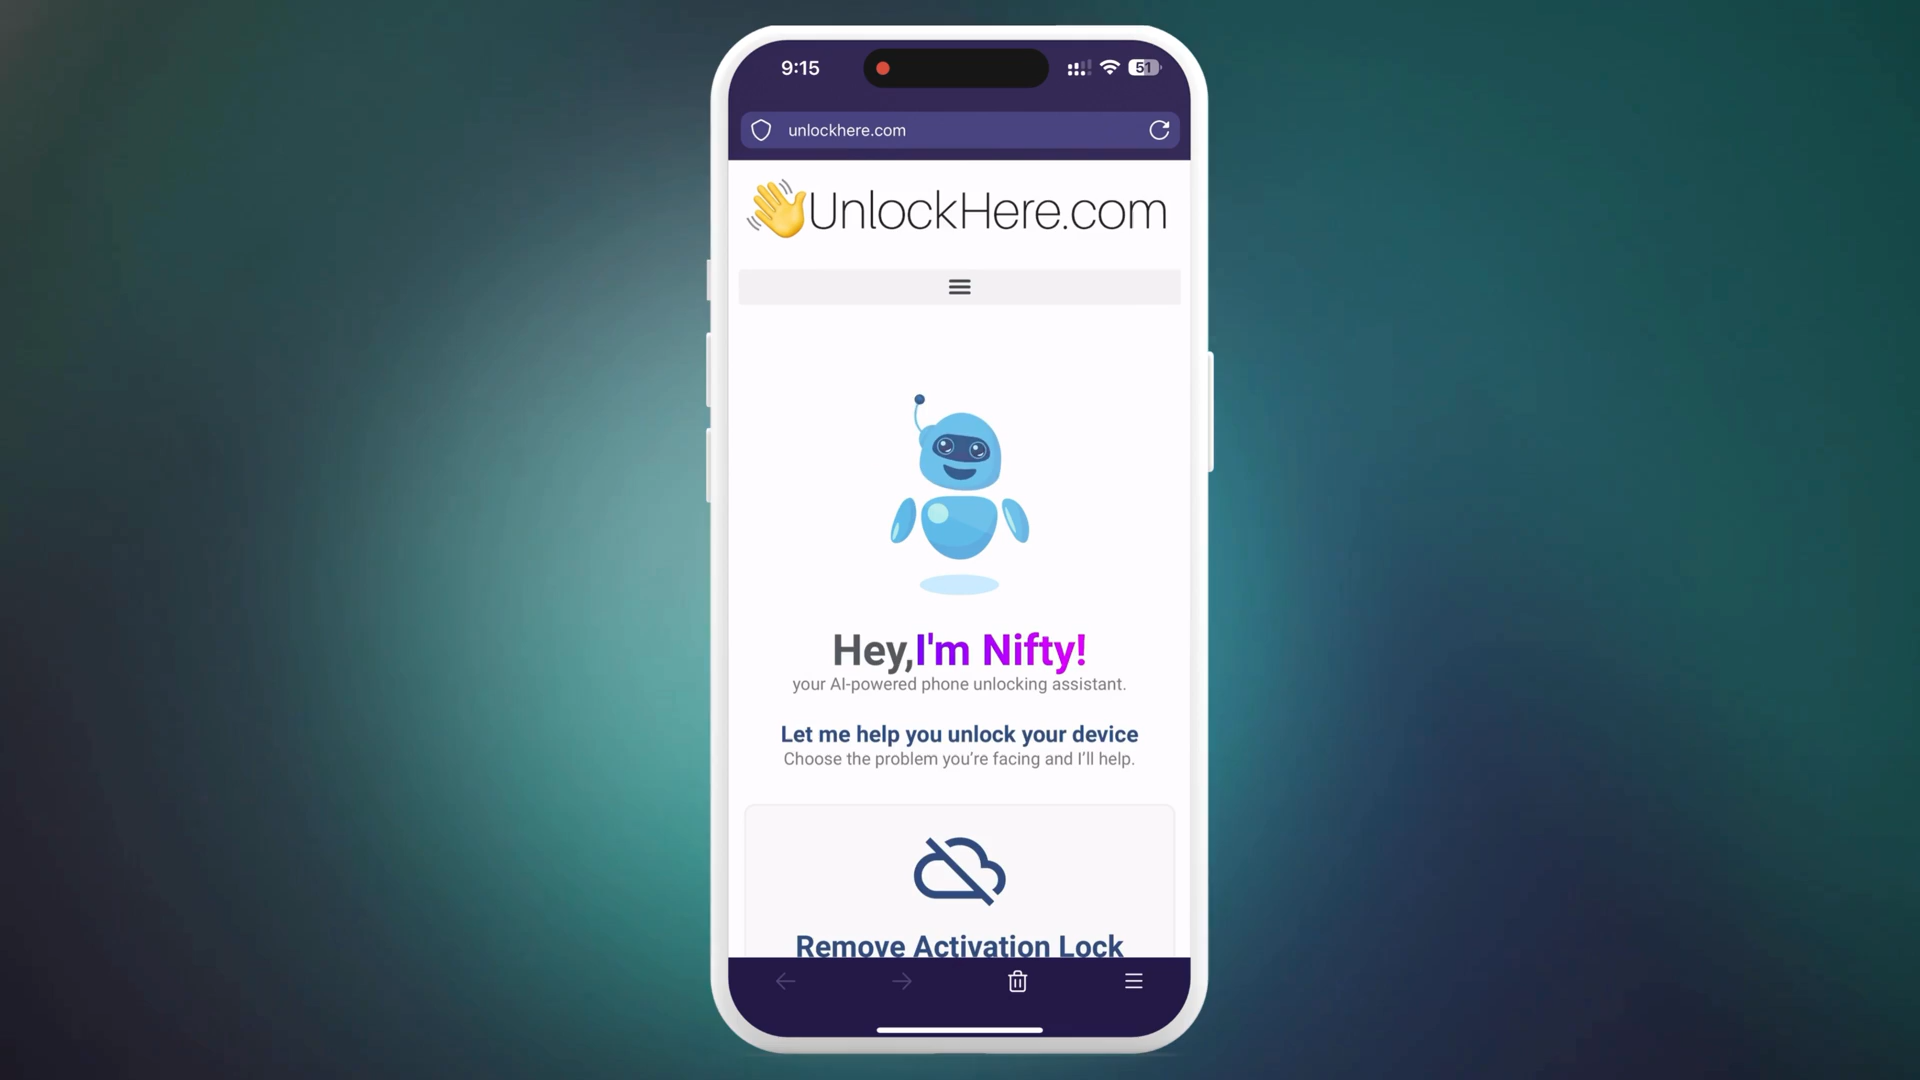 9:15
51
unlockhere.com
UnlockHere.com
Hey,I'm Nifty!
your AI-powered phone unlocking assistant.
Let me help you unlock your device
Choose the problem you’re facing and I’ll help.
Remove Activation Lock